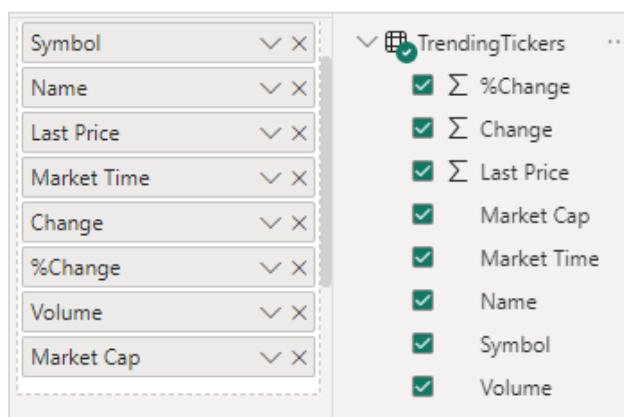 Symbol
Name
Last Price
Market Time
Change
%Change
Volume
Market Cap
TrendingTickers
Σ %Change
Σ Change
Σ Last Price
Market Cap
Market Time
Name
Symbol
Volume